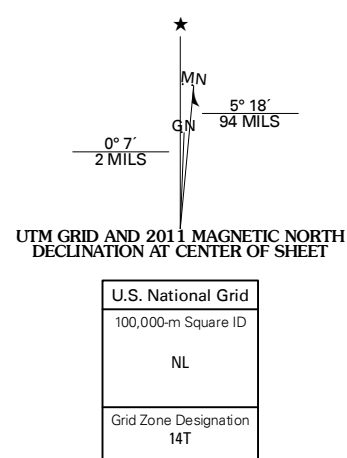 ★
MN
5° 18´
94 MILS
GN
0° 7´
2 MILS
UTM GRID AND 2011 MAGNETIC NORTH
DECLINATION AT CENTER OF SHEET
U.S. National Grid
100,000-m Square ID
NL
Grid Zone Designation
14T